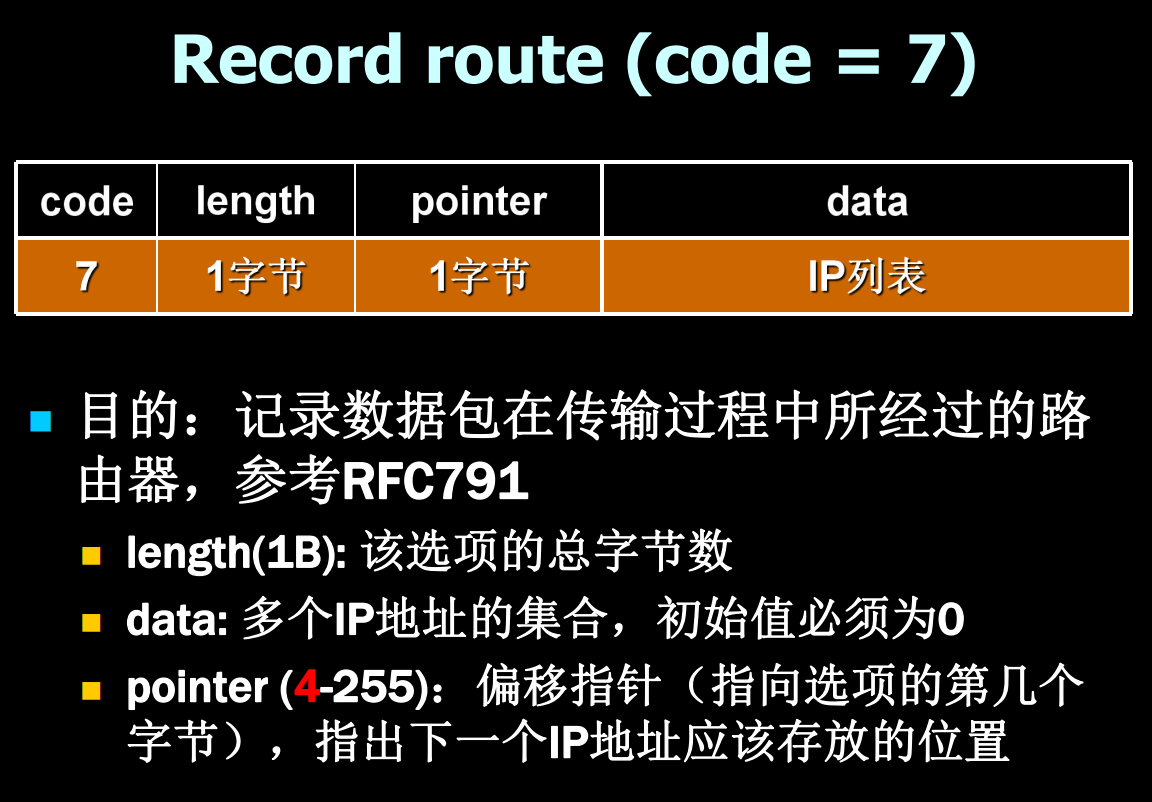 Record route (code = 7)
code length pointer data
7 1字节 1字节 IP列表
目的：记录数据包在传输过程中所经过的路
由器，参考RFC791
length(1B): 该选项的总字节数
data: 多个IP地址的集合，初始值必须为0
pointer (4-255)：偏移指针（指向选项的第几个
字节），指出下一个IP地址应该存放的位置